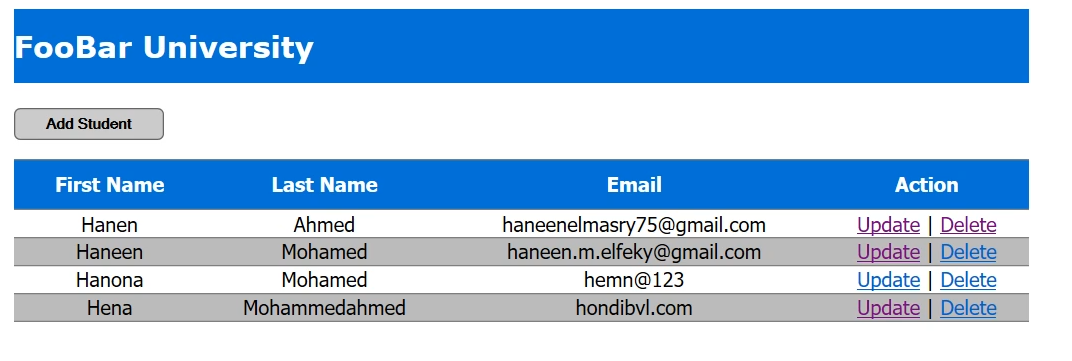 FooBar University
Add Student
First Name Last Name Email Action
Hanen Ahmed haneenelmasry75@gmail.com Update | Delete
Haneen Mohamed haneen.m.elfeky@gmail.com Update | Delete
Hanona Mohamed hemn@123 Update | Delete
Hena Mohammedahmed hondibvl.com Update | Delete